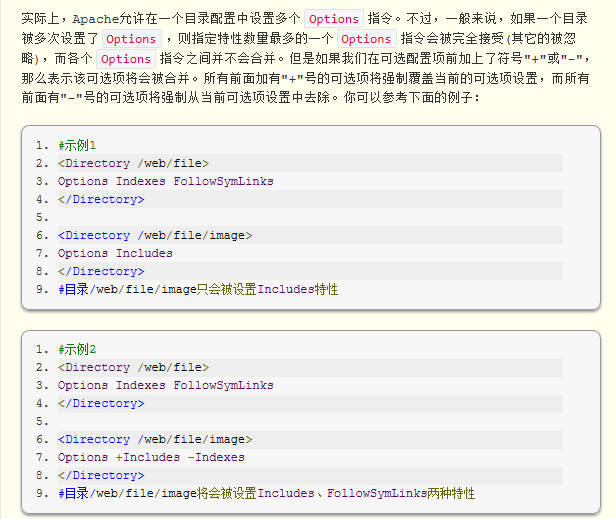 实际上，Apache允许在一个目录配置中设置多个 Options 指令。不过，一般来说，如果一个目录
被多次设置了 Options ，则指定特性数量最多的一个 Options 指令会被完全接受(其它的被忽
略)，而各个 Options 指令之间并不会合并。但是如果我们在可选配置项前加上了符号"+"或"-"，
那么表示该可选项将会被合并。所有前面加有"+"号的可选项将强制覆盖当前的可选项设置，而所有
前面有"-"号的可选项将强制从当前可选项设置中去除。你可以参考下面的例子：
1. #示例1
2. <Directory /web/file>
3. Options Indexes FollowSymLinks
4. </Directory>
5.
6. <Directory /web/file/image>
7. Options Includes
8. </Directory>
9. #目录/web/file/image只会被设置Includes特性
1. #示例2
2. <Directory /web/file>
3. Options Indexes FollowSymLinks
4. </Directory>
5.
6. <Directory /web/file/image>
7. Options +Includes -Indexes
8. </Directory>
9. #目录/web/file/image将会被设置Includes、FollowSymLinks两种特性